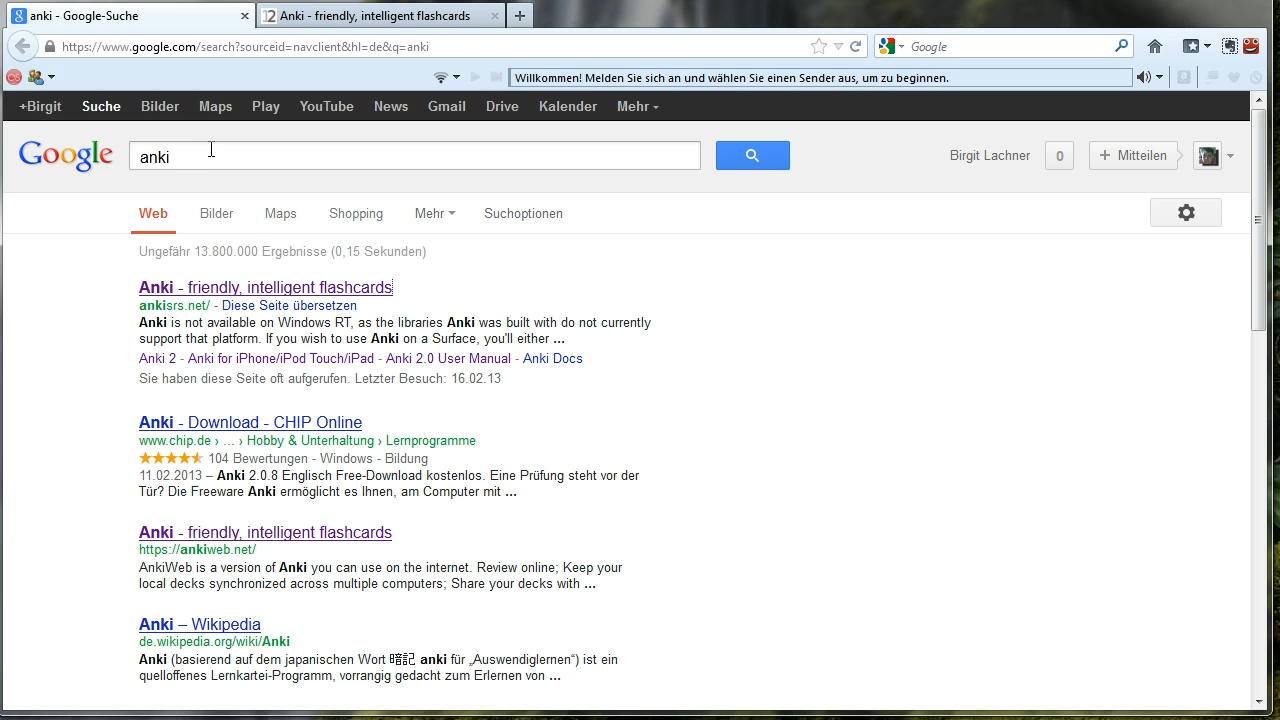 anki - Google-Suche
Anki - friendly, intelligent flashcards
https://www.google.com/search?sourceid=navclient&hl=de&q=anki
Google
Willkommen! Melden Sie sich an und wählen Sie einen Sender aus, um zu beginnen.
+Birgit Suche Bilder Maps Play YouTube News Gmail Drive Kalender Mehr
Google
anki
Birgit Lachner 0 + Mitteilen
Web Bilder Maps Shopping Mehr Suchoptionen
Ungefähr 13.800.000 Ergebnisse (0,15 Sekunden)
Anki - friendly, intelligent flashcards
ankisrs.net/ - Diese Seite übersetzen
Anki is not available on Windows RT, as the libraries Anki was built with do not currently
support that platform. If you wish to use Anki on a Surface, you'll either ...
Anki 2 - Anki for iPhone/iPod Touch/iPad - Anki 2.0 User Manual - Anki Docs
Sie haben diese Seite oft aufgerufen. Letzter Besuch: 16.02.13
Anki - Download - CHIP Online
www.chip.de › ... › Hobby & Unterhaltung › Lernprogramme
104 Bewertungen - Windows - Bildung
11.02.2013 – Anki 2.0.8 Englisch Free-Download kostenlos. Eine Prüfung steht vor der
Tür? Die Freeware Anki ermöglicht es Ihnen, am Computer mit ...
Anki - friendly, intelligent flashcards
https://ankiweb.net/
AnkiWeb is a version of Anki you can use on the internet. Review online; Keep your
local decks synchronized across multiple computers; Share your decks with ...
Anki – Wikipedia
de.wikipedia.org/wiki/Anki
Anki (basierend auf dem japanischen Wort 暗記 anki für „Auswendiglernen“) ist ein
quelloffenes Lernkartei-Programm, vorrangig gedacht zum Erlernen von ...